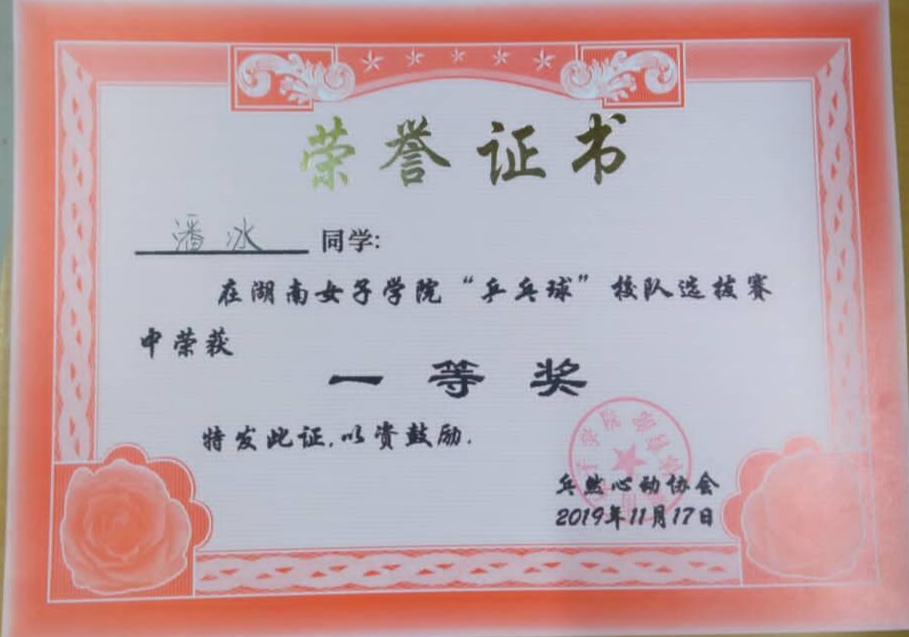 荣誉证书
潘冰 同学:
在湖南女子学院“乒乓球”校队选拔赛
中荣获
一等奖
特发此证,以资鼓励.
乒然心动协会
2019年11月17日